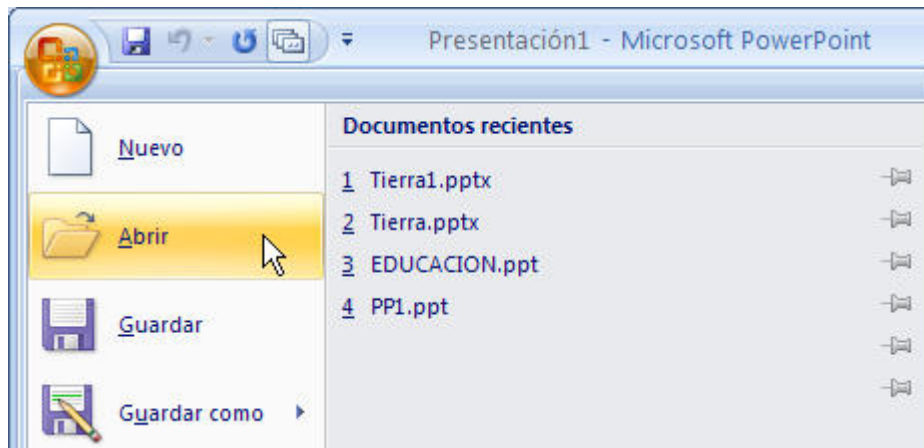 Presentación1 - Microsoft PowerPoint
Nuevo
Abrir
Guardar
Guardar como
Documentos recientes
1 Tierra1.pptx
2 Tierra.pptx
3 EDUCACION.ppt
4 PP1.ppt